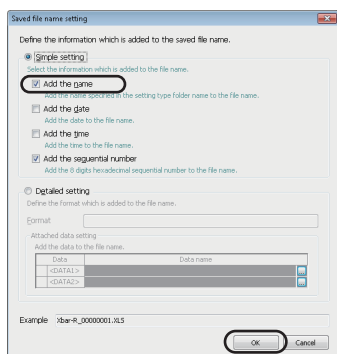 Saved file name setting
Define the information which is added to the saved file name.
Simple setting
Select the information which is added to the file name.
Add the name
Add the name specified in the setting type folder name to the file name.
Add the date
Add the date to the file name.
Add the time
Add the time to the file name.
Add the sequential number
Add the 8 digits hexadecimal sequential number to the file name.
Detailed setting
Define the format which is added to the file name.
Format
Attached data setting
Add the data to the file name.
Data Data name
<DATA1> ...
<DATA2> ...
Example Xbar-R_00000001.XLS
OK Cancel